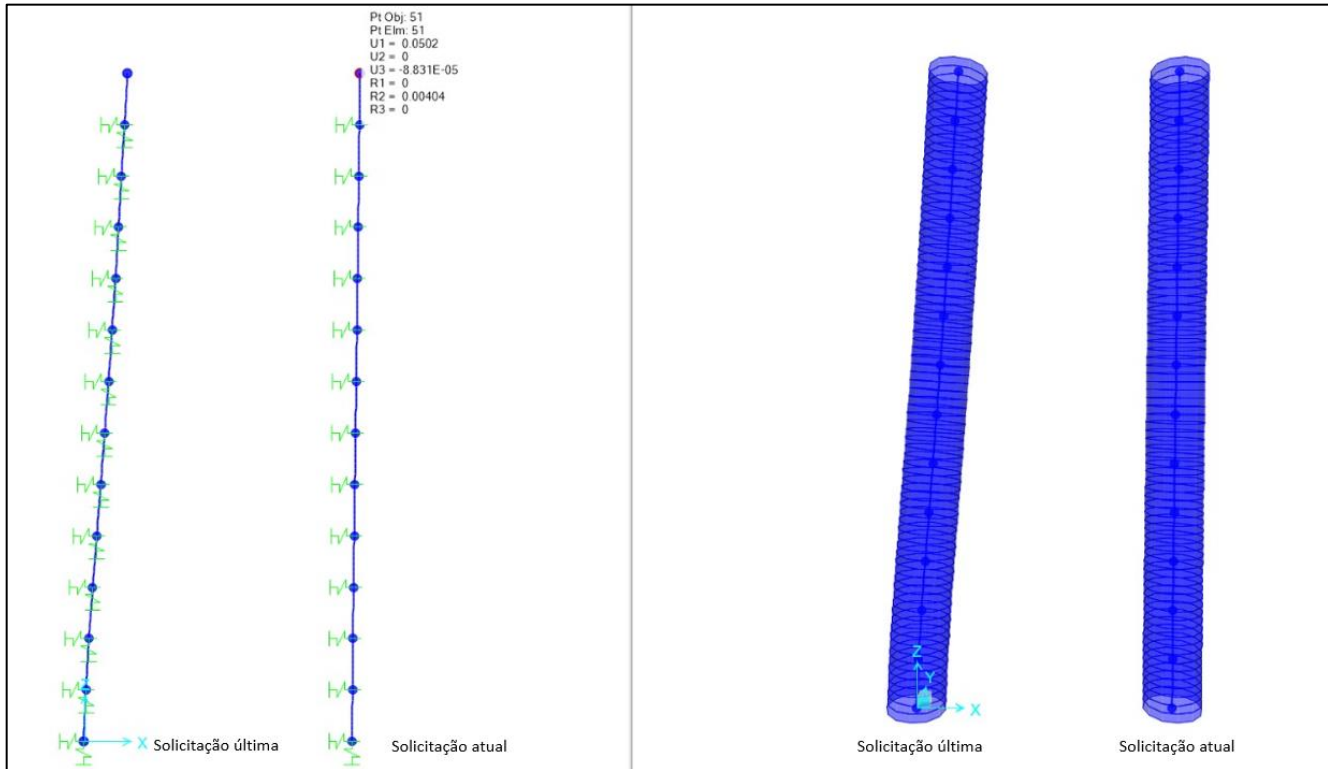 Pt Obj: 51
Pt Elm: 51
U1 = 0.0502
U2 = 0
U3 = -8.831E-05
R1 = 0
R2 = 0.00404
R3 = 0
X
Solicitação última
Solicitação atual
Z
Y
X
Solicitação última
Solicitação atual